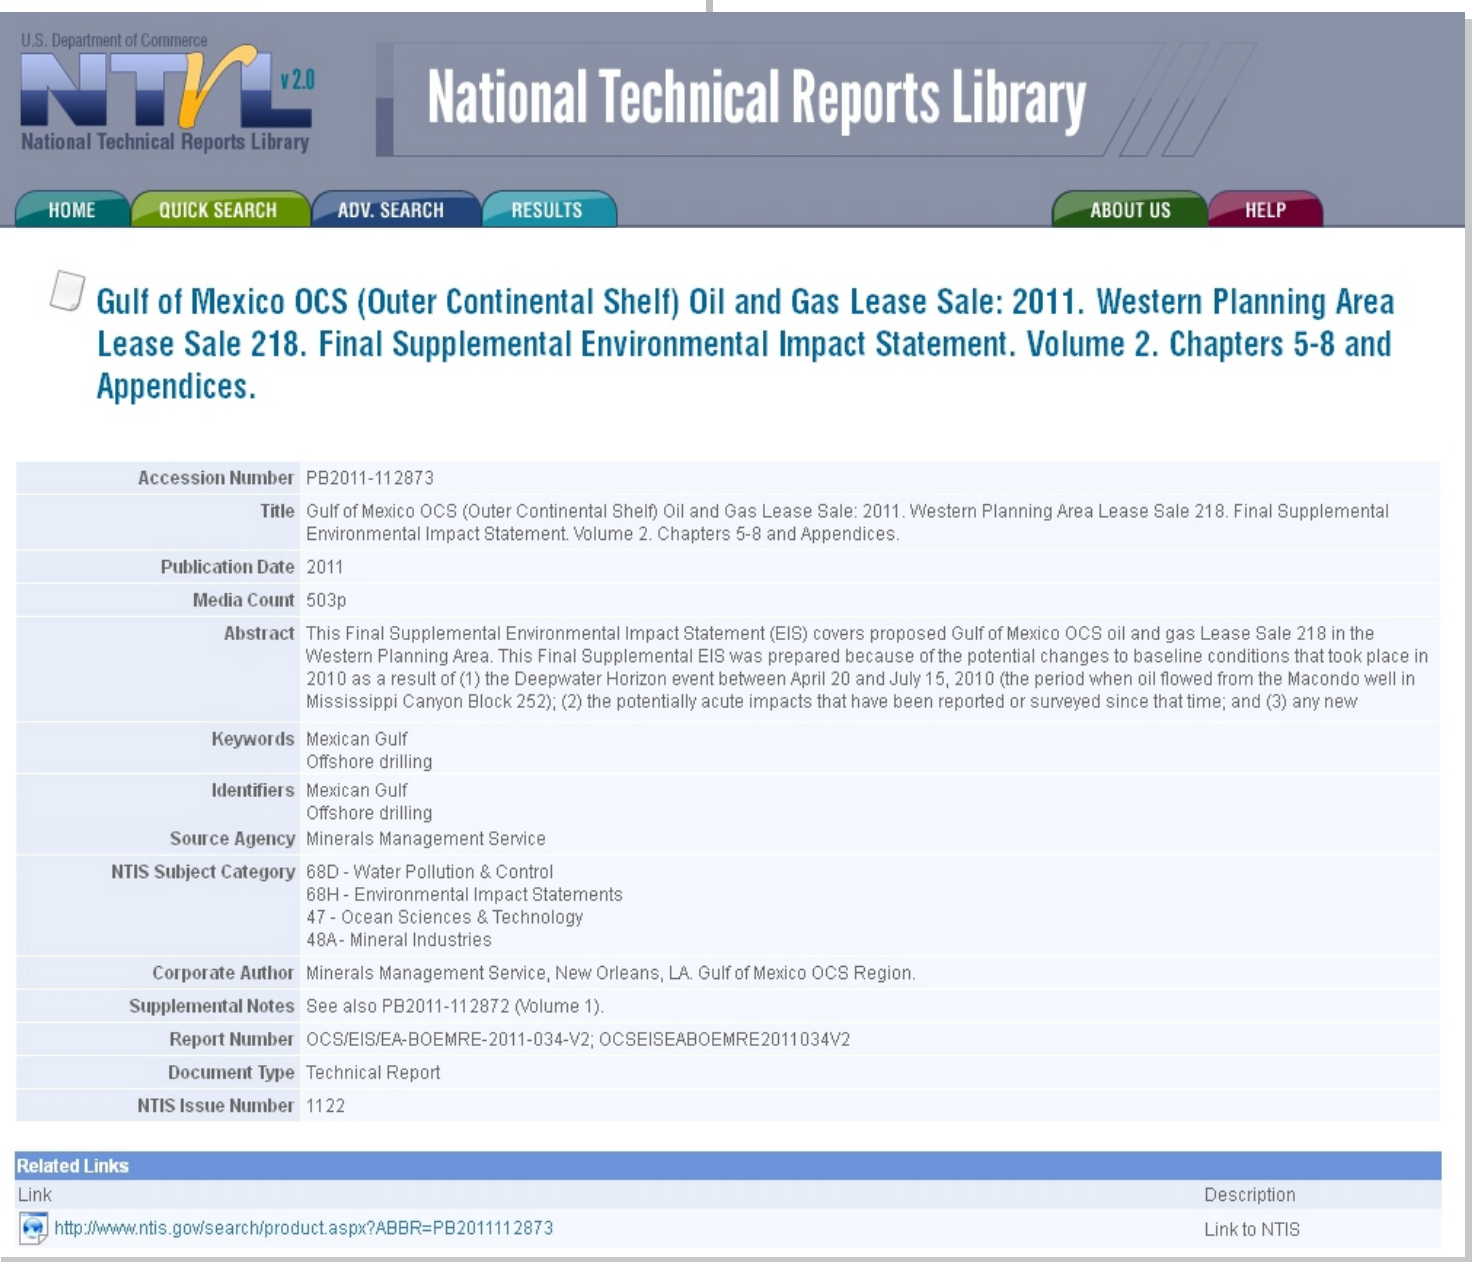 U.S. Department of Commerce
NTrL v 2.0
National Technical Reports Library
National Technical Reports Library
HOME QUICK SEARCH ADV. SEARCH RESULTS ABOUT US HELP
Gulf of Mexico OCS (Outer Continental Shelf) Oil and Gas Lease Sale: 2011. Western Planning Area
Lease Sale 218. Final Supplemental Environmental Impact Statement. Volume 2. Chapters 5-8 and
Appendices.
Accession Number PB2011-112873
Title Gulf of Mexico OCS (Outer Continental Shelf) Oil and Gas Lease Sale: 2011. Western Planning Area Lease Sale 218. Final Supplemental
Environmental Impact Statement. Volume 2. Chapters 5-8 and Appendices.
Publication Date 2011
Media Count 503p
Abstract This Final Supplemental Environmental Impact Statement (EIS) covers proposed Gulf of Mexico OCS oil and gas Lease Sale 218 in the
Western Planning Area. This Final Supplemental EIS was prepared because of the potential changes to baseline conditions that took place in
2010 as a result of (1) the Deepwater Horizon event between April 20 and July 15, 2010 (the period when oil flowed from the Macondo well in
Mississippi Canyon Block 252); (2) the potentially acute impacts that have been reported or surveyed since that time; and (3) any new
Keywords Mexican Gulf
Offshore drilling
Identifiers Mexican Gulf
Offshore drilling
Source Agency Minerals Management Service
NTIS Subject Category 68D - Water Pollution & Control
68H - Environmental Impact Statements
47 - Ocean Sciences & Technology
48A- Mineral Industries
Corporate Author Minerals Management Service, New Orleans, LA. Gulf of Mexico OCS Region.
Supplemental Notes See also PB2011-112872 (Volume 1).
Report Number OCS/EIS/EA-BOEMRE-2011-034-V2; OCSEISEABOEMRE2011034V2
Document Type Technical Report
NTIS Issue Number 1122
Related Links
Link Description
http://www.ntis.gov/search/product.aspx?ABBR=PB2011112873 Link to NTIS